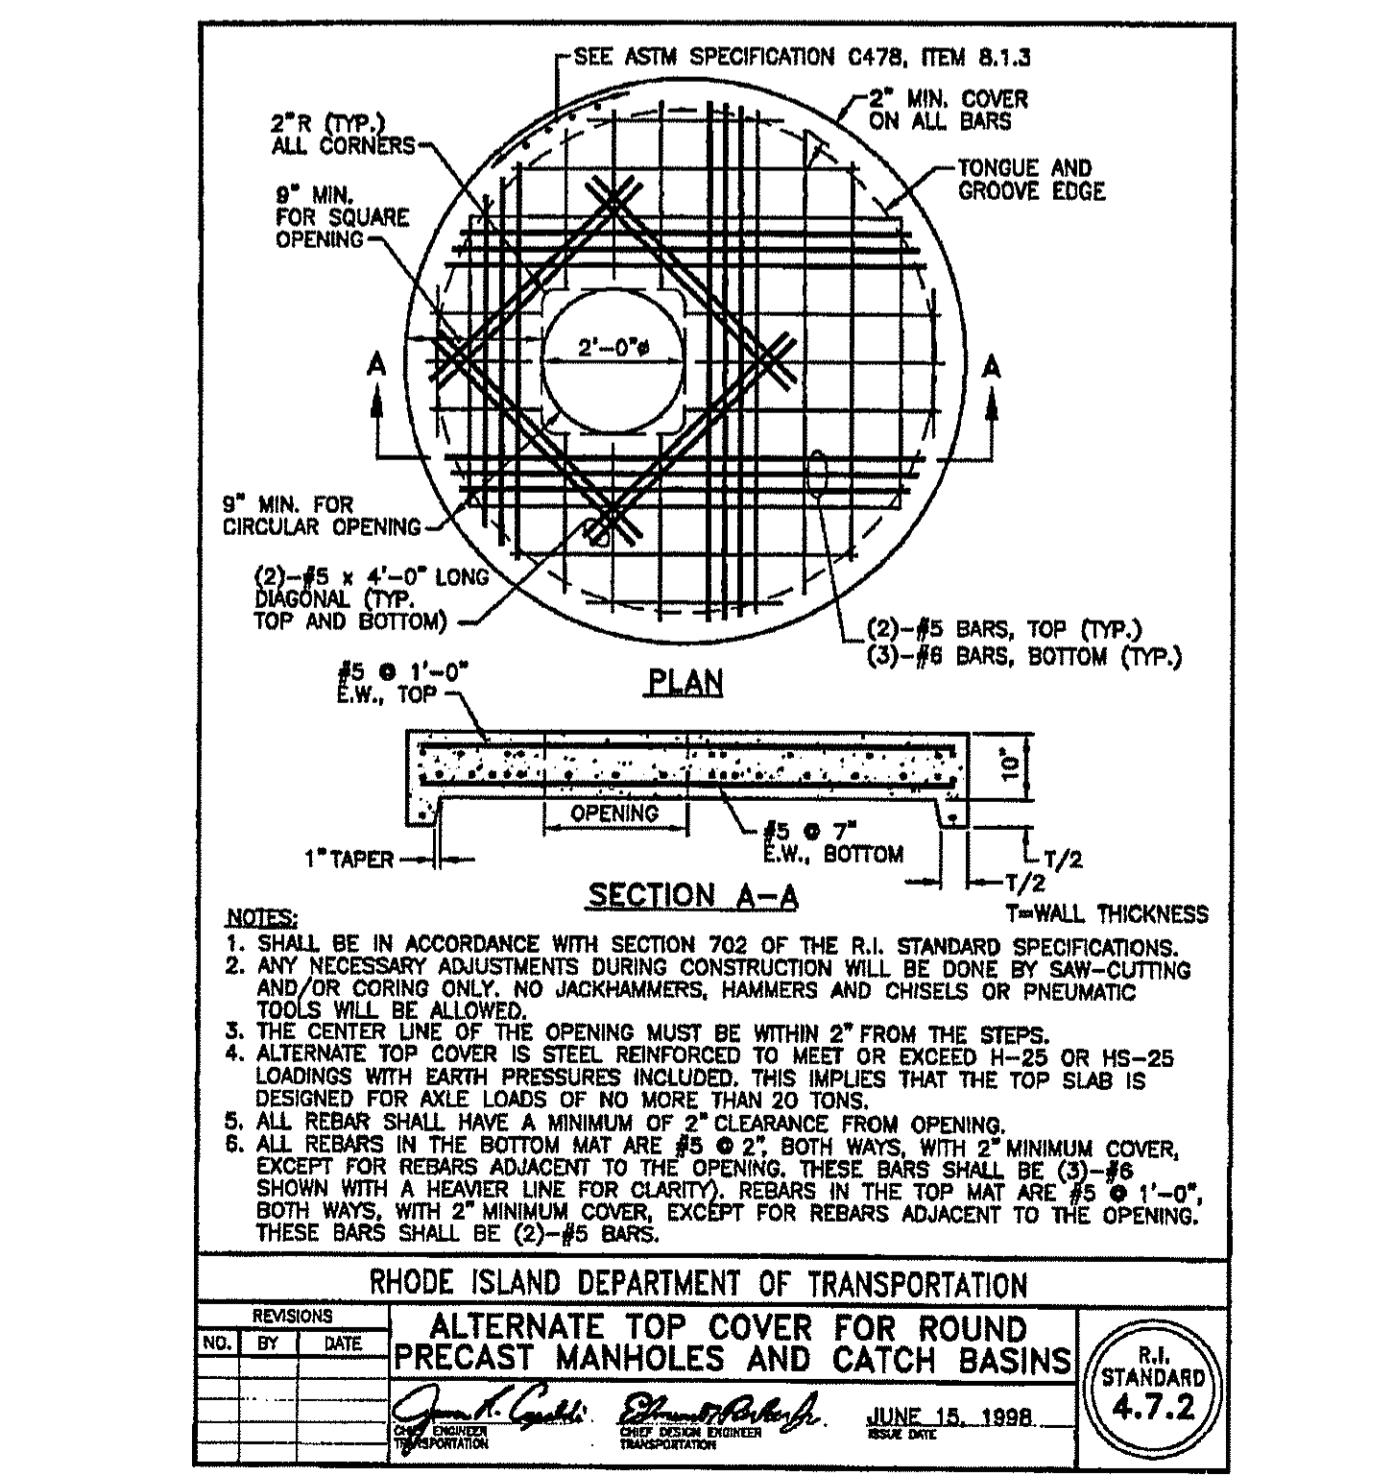 SEE ASTM SPECIFICATION C478, ITEM 8.1.3
2" MIN. COVER
ON ALL BARS
2"R (TYP.)
ALL CORNERS
TONGUE AND
GROOVE EDGE
9" MIN.
FOR SQUARE
OPENING
2'-0"ø
A
A
9" MIN. FOR
CIRCULAR OPENING
(2)-#5 x 4'-0" LONG
DIAGONAL (TYP.
TOP AND BOTTOM)
(2)-#5 BARS, TOP (TYP.)
(3)-#6 BARS, BOTTOM (TYP.)
PLAN
#5 @ 1'-0"
E.W., TOP
10"
OPENING
#5 @ 7"
E.W., BOTTOM
1" TAPER
T/2
T/2
SECTION A-A
T=WALL THICKNESS
NOTES:
1. SHALL BE IN ACCORDANCE WITH SECTION 702 OF THE R.I. STANDARD SPECIFICATIONS.
2. ANY NECESSARY ADJUSTMENTS DURING CONSTRUCTION WILL BE DONE BY SAW-CUTTING
AND/OR CORING ONLY. NO JACKHAMMERS, HAMMERS AND CHISELS OR PNEUMATIC
TOOLS WILL BE ALLOWED.
3. THE CENTER LINE OF THE OPENING MUST BE WITHIN 2" FROM THE STEPS.
4. ALTERNATE TOP COVER IS STEEL REINFORCED TO MEET OR EXCEED H-25 OR HS-25
LOADINGS WITH EARTH PRESSURES INCLUDED. THIS IMPLIES THAT THE TOP SLAB IS
DESIGNED FOR AXLE LOADS OF NO MORE THAN 20 TONS.
5. ALL REBAR SHALL HAVE A MINIMUM OF 2" CLEARANCE FROM OPENING.
6. ALL REBARS IN THE BOTTOM MAT ARE #5 @ 2", BOTH WAYS, WITH 2" MINIMUM COVER,
EXCEPT FOR REBARS ADJACENT TO THE OPENING. THESE BARS SHALL BE (3)-#6
SHOWN WITH A HEAVIER LINE FOR CLARITY). REBARS IN THE TOP MAT ARE #5 @ 1'-0",
BOTH WAYS, WITH 2" MINIMUM COVER, EXCEPT FOR REBARS ADJACENT TO THE OPENING.
THESE BARS SHALL BE (2)-#5 BARS.
RHODE ISLAND DEPARTMENT OF TRANSPORTATION
REVISIONS
NO. BY DATE
ALTERNATE TOP COVER FOR ROUND
PRECAST MANHOLES AND CATCH BASINS
CHIEF ENGINEER
TRANSPORTATION
CHIEF DESIGN ENGINEER
TRANSPORTATION
JUNE 15, 1998
ISSUE DATE
R.I.
STANDARD
4.7.2